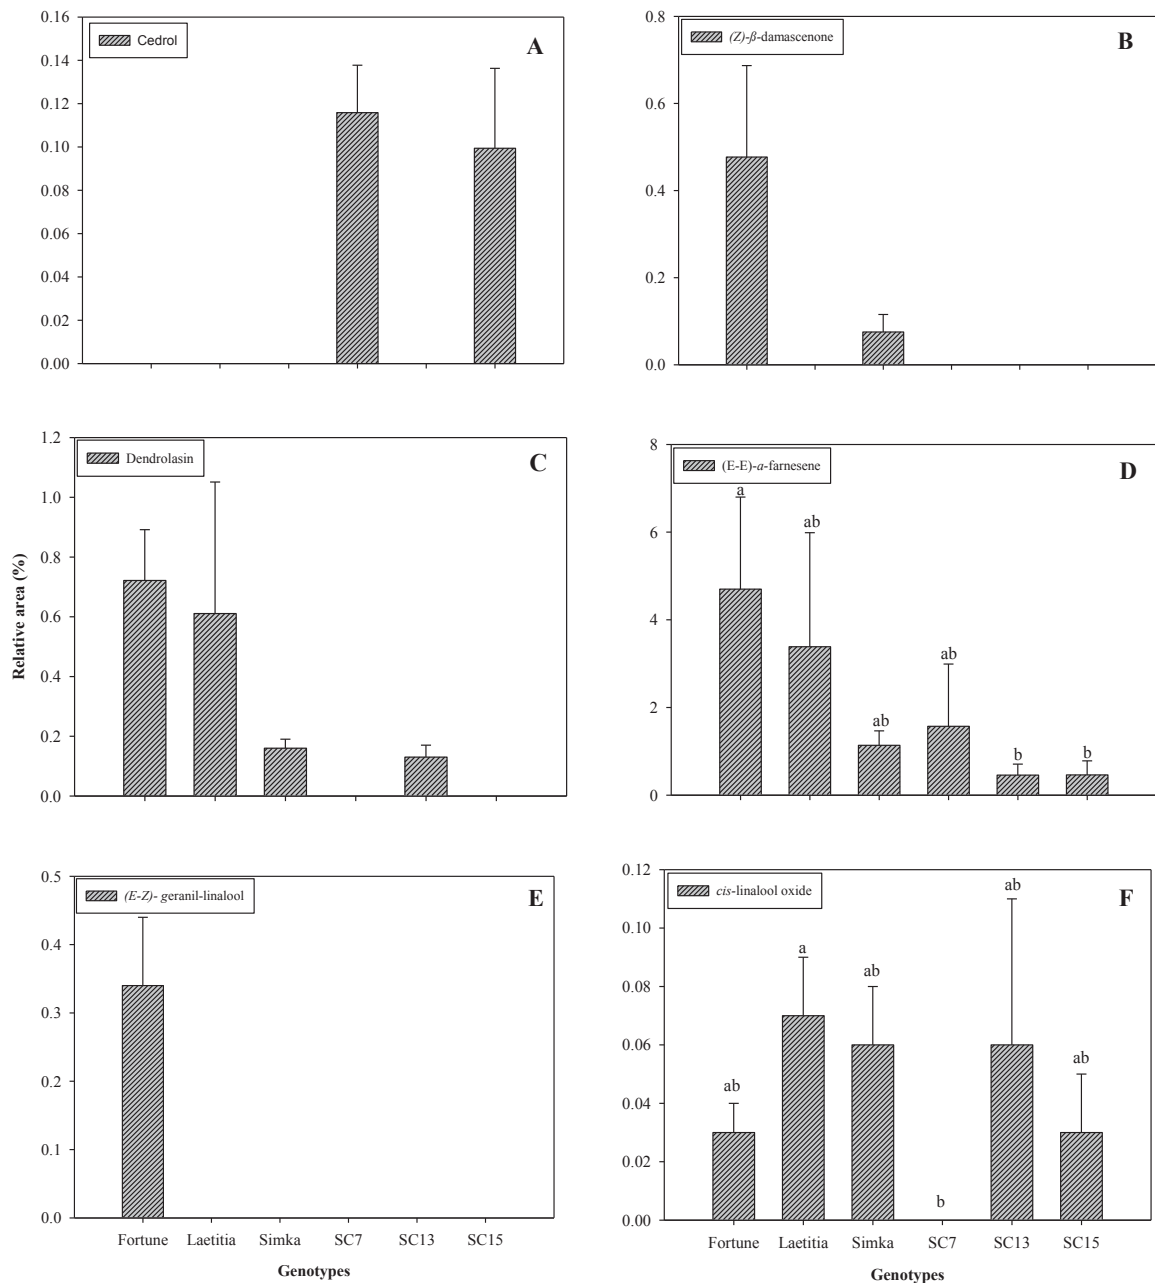 0.16
0.14
0.12
0.10
0.08
0.06
0.04
0.02
0.00
Cedrol
A
0.8
0.6
0.4
0.2
0.0
(Z)-β-damascenone
B
1.2
1.0
0.8
0.6
0.4
0.2
0.0
Dendrolasin
C
Relative area (%)
8
6
4
2
0
(E-E)-a-farnesene
D
a
ab
ab
ab
b
b
0.5
0.4
0.3
0.2
0.1
0.0
(E-Z)- geranil-linalool
E
Fortune Laetitia Simka SC7 SC13 SC15
Genotypes
0.12
0.10
0.08
0.06
0.04
0.02
0.00
cis-linalool oxide
F
ab
a
ab
b
ab
ab
Fortune Laetitia Simka SC7 SC13 SC15
Genotypes